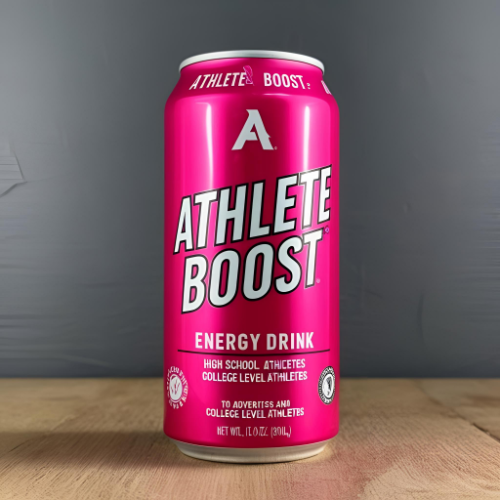 ATHLETE BOOST
A
ATHLETE
BOOST
ENERGY DRINK
HIGH SCHOOL ATHICETES
COLLEGE LEVEL ATHLETES
TO ADVERTISS AND
COLLEGE LEVEL ATHLETES
NET WT.